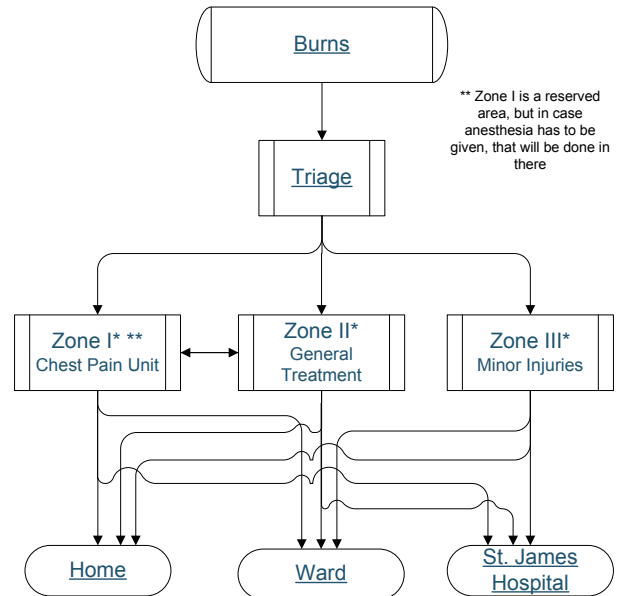 Burns
** Zone I is a reserved
area, but in case
anesthesia has to be
given, that will be done in
there
Triage
Zone I* **
Chest Pain Unit
Zone II*
General
Treatment
Zone III*
Minor Injuries
Home
Ward
St. James
Hospital